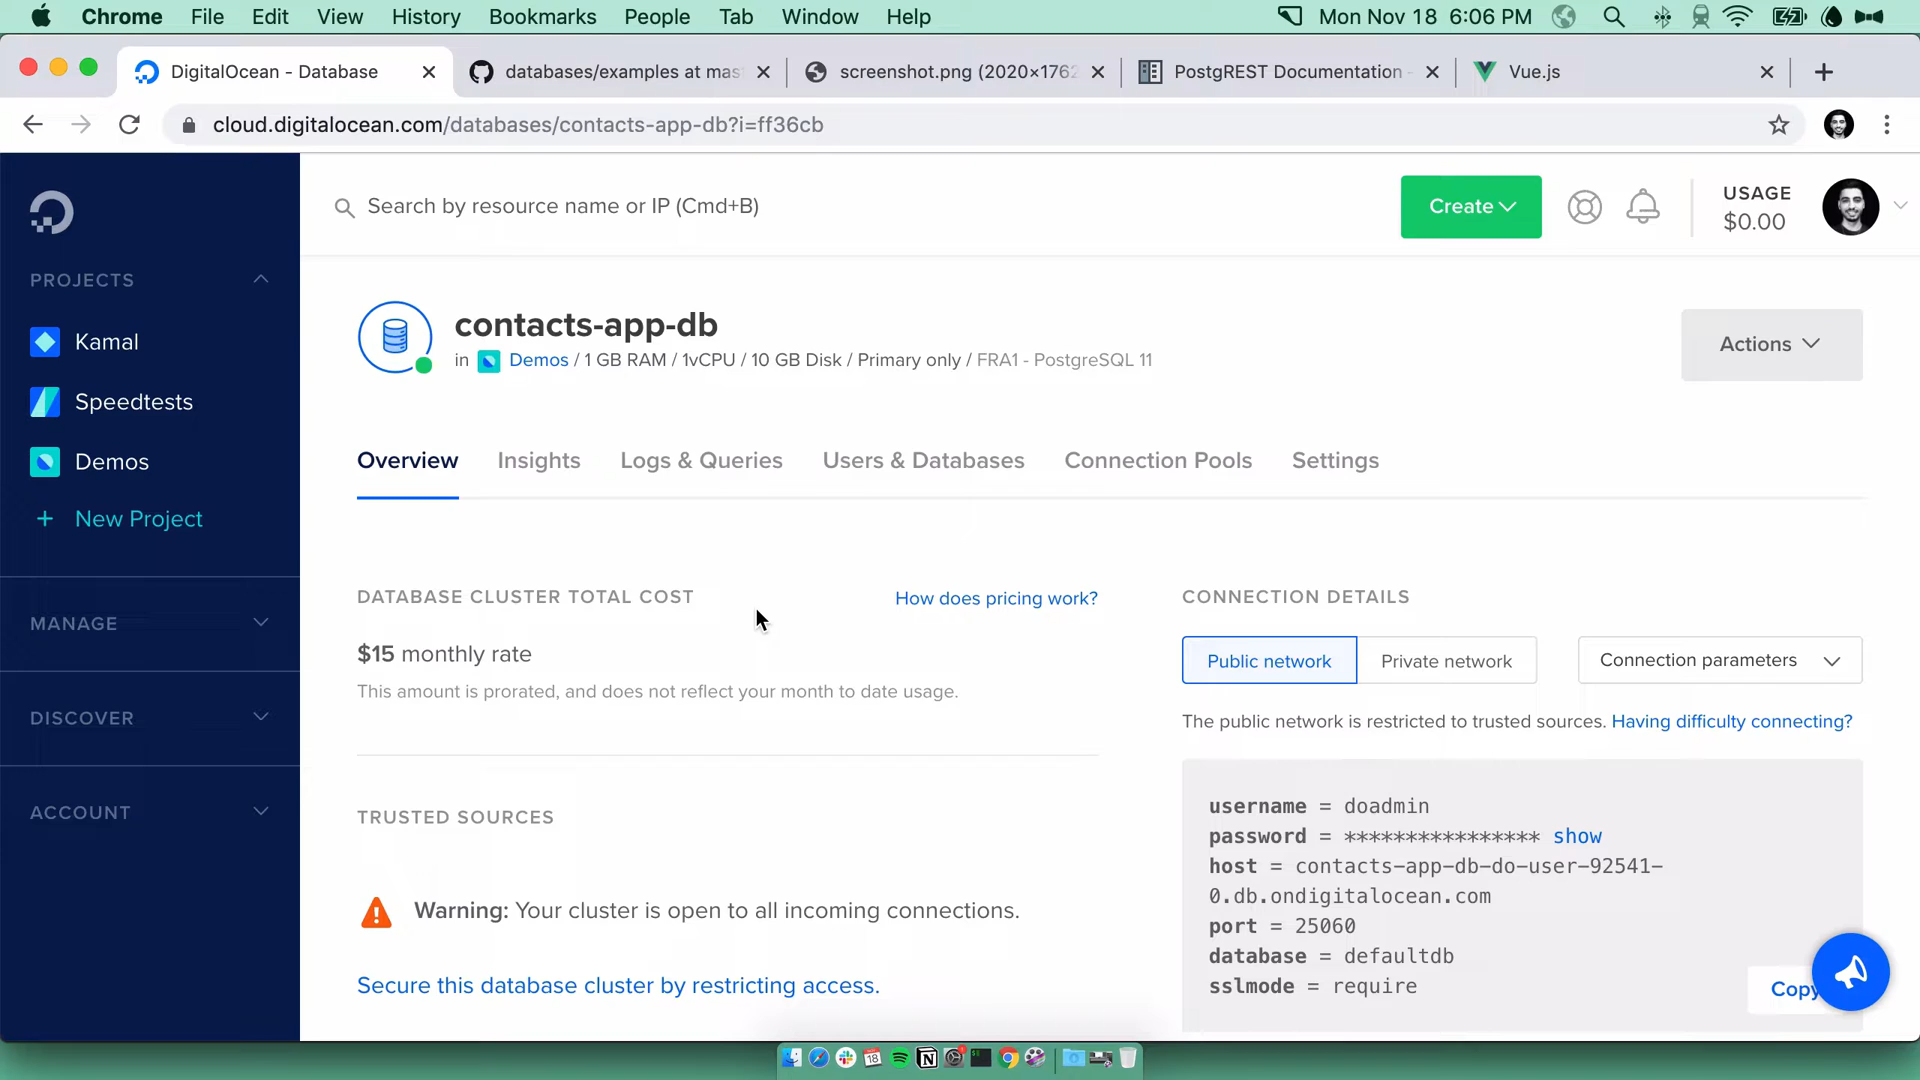 Chrome File Edit View History Bookmarks People Tab Window Help Mon Nov 18 6:06 PM
DigitalOcean - Database databases/examples at mas screenshot.png (2020×1762 PostgREST Documentation - Vue.js
cloud.digitalocean.com/databases/contacts-app-db?i=ff36cb
Search by resource name or IP (Cmd+B)
Create
USAGE
$0.00
PROJECTS
Kamal
Speedtests
Demos
+ New Project
MANAGE
DISCOVER
ACCOUNT
contacts-app-db
in Demos / 1 GB RAM / 1vCPU / 10 GB Disk / Primary only / FRA1 - PostgreSQL 11
Actions
Overview Insights Logs & Queries Users & Databases Connection Pools Settings
DATABASE CLUSTER TOTAL COST
How does pricing work?
$15 monthly rate
This amount is prorated, and does not reflect your month to date usage.
TRUSTED SOURCES
Warning: Your cluster is open to all incoming connections.
Secure this database cluster by restricting access.
CONNECTION DETAILS
Public network Private network Connection parameters
The public network is restricted to trusted sources. Having difficulty connecting?
username = doadmin
password = **************** show
host = contacts-app-db-do-user-92541-
0.db.ondigitalocean.com
port = 25060
database = defaultdb
sslmode = require
Copy
18